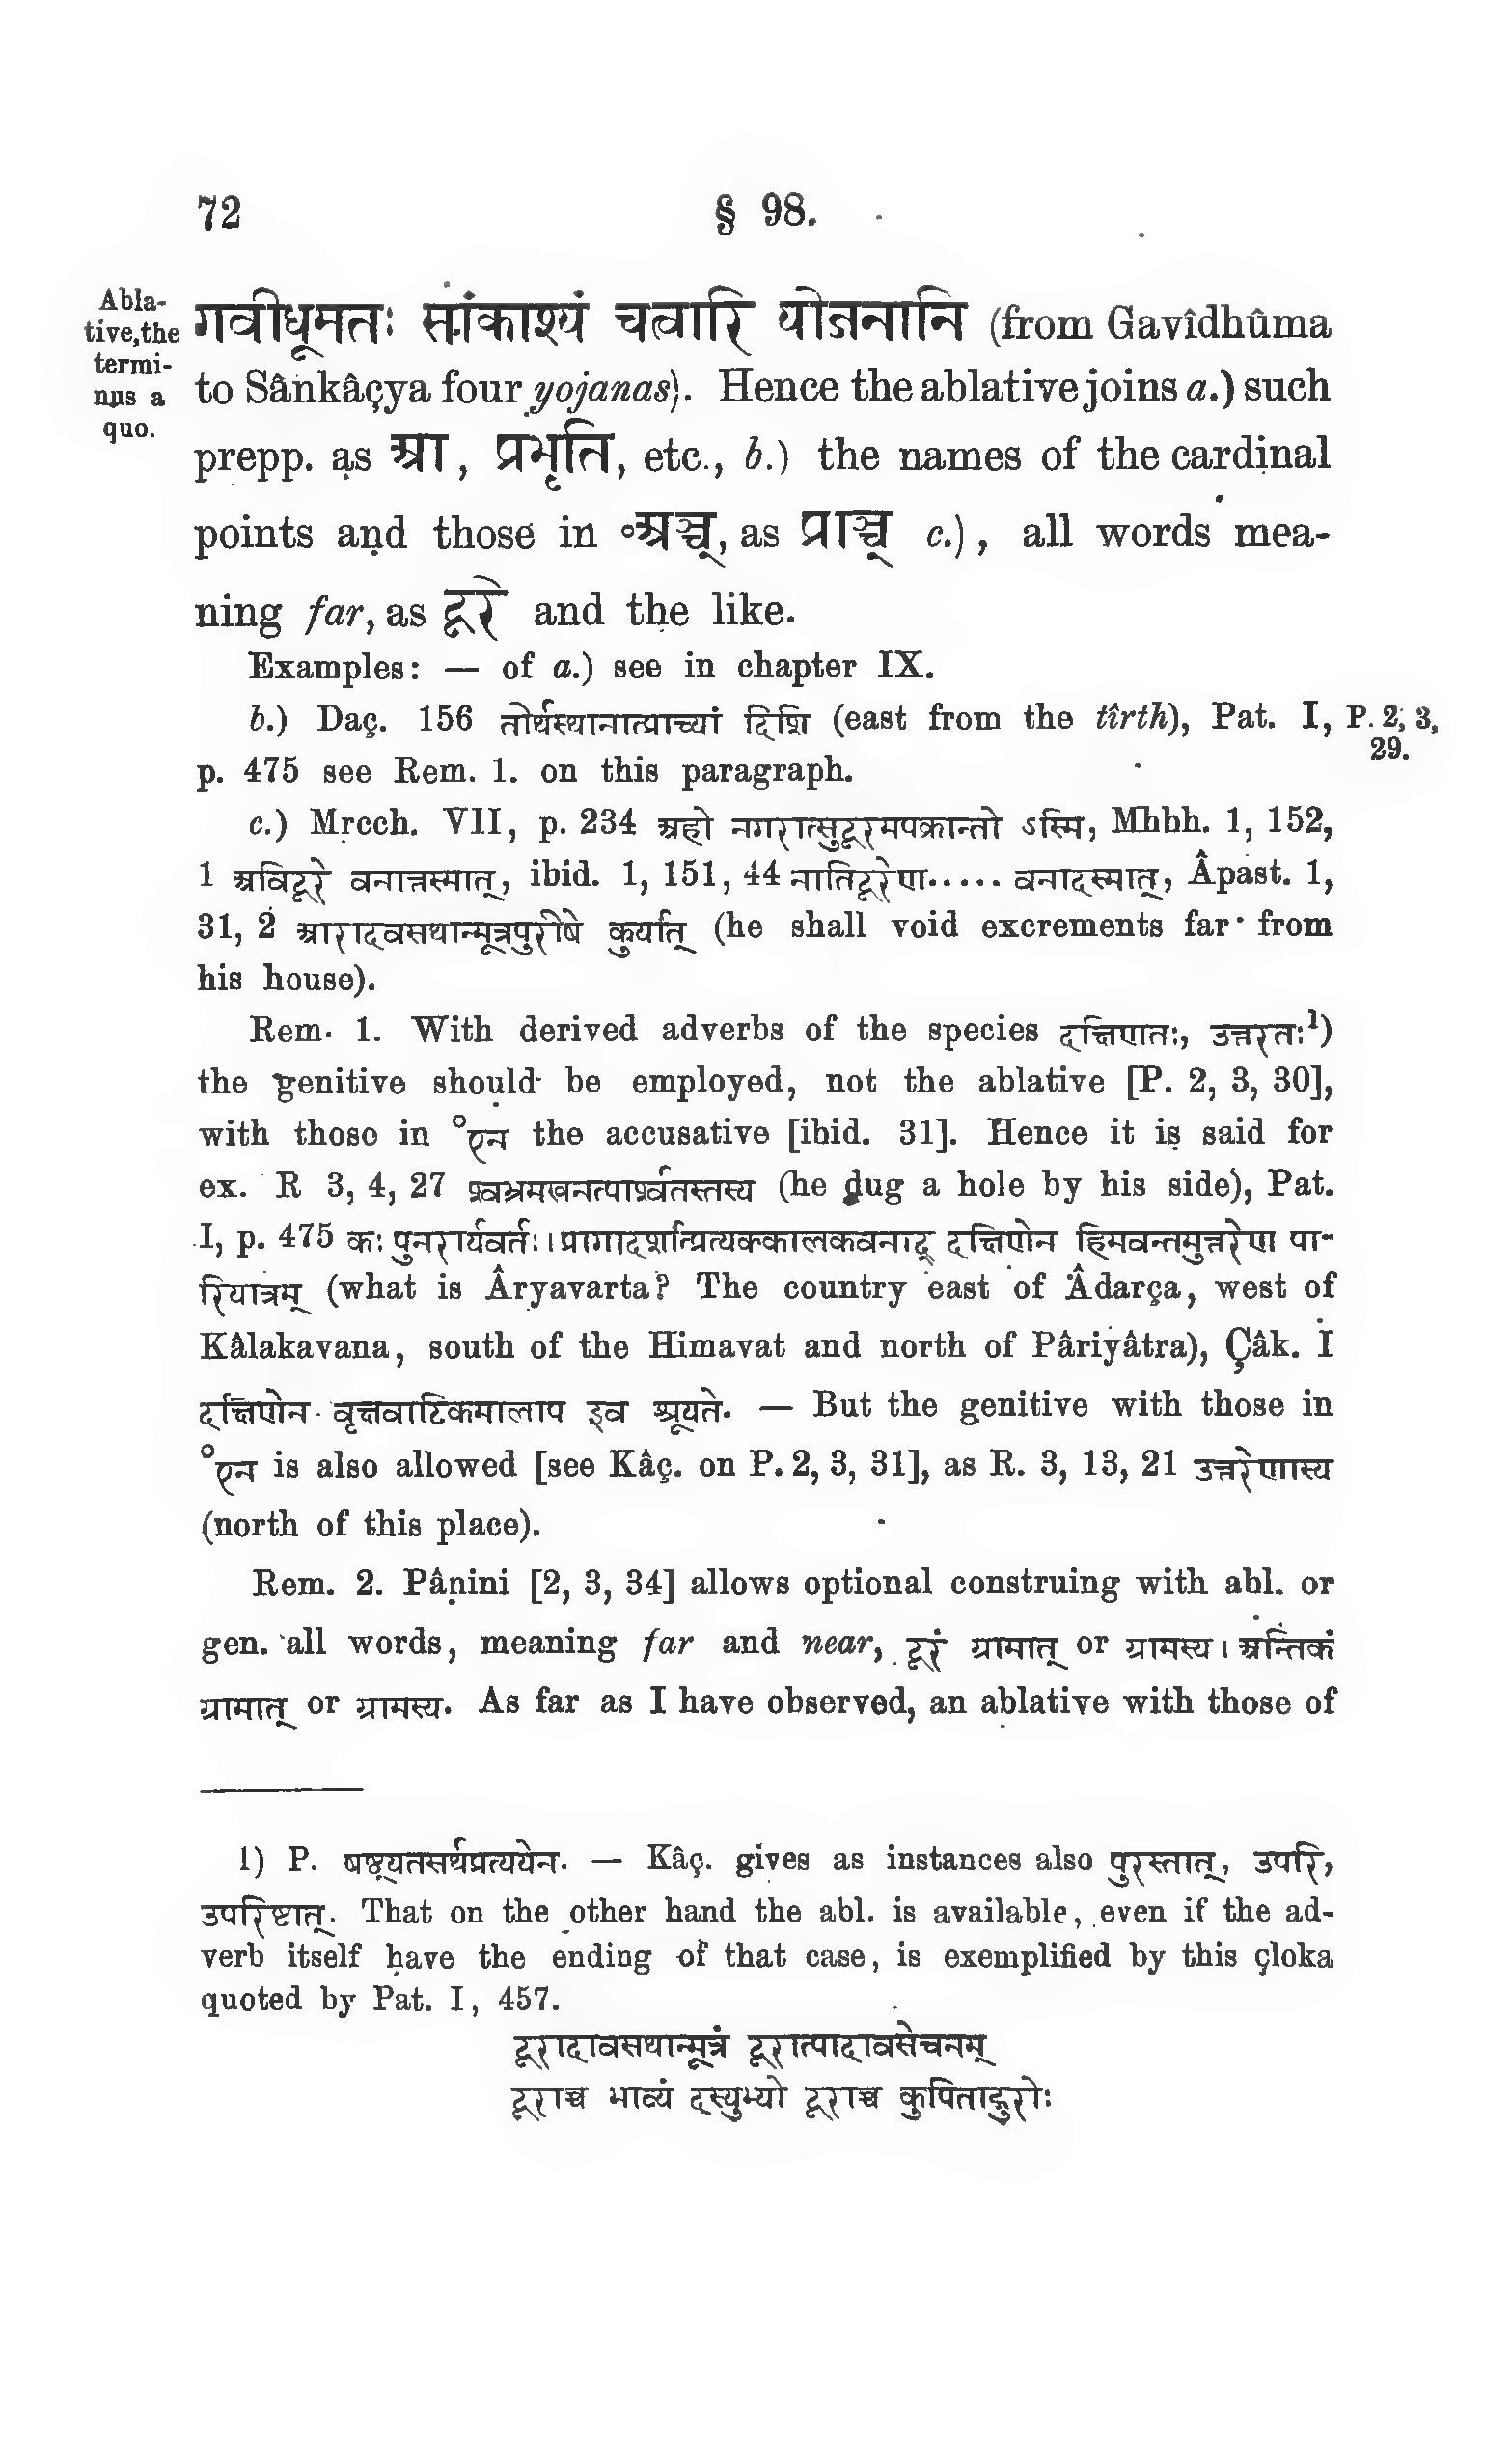 72 § 98.
Abla-
tive, the
termi-
nus a
quo.
गवीधूमतः सांकाश्यं चत्वारि योजनानि (from Gavîdhûma
to Sânkâçya four yojanas). Hence the ablative joins a.) such
prepp. as आ, प्रभृति, etc., b.) the names of the cardinal
points and those in °अञ्च्, as प्राञ्च् c.), all words mea-
ning far, as दूरे and the like.
Examples: — of a.) see in chapter IX.
b.) Daç. 156 तीर्थस्थानात्प्राच्यां दिशि (east from the tîrth), Pat. I,
P. 2, 3,
29.
p. 475 see Rem. 1. on this paragraph.
c.) Mṛcch. VII, p. 234 अहो नगरात्सुदूरमपक्रान्तो ऽस्मि, Mhbh. 1, 152,
1 अविदूरे वनात्तस्मात्, ibid. 1, 151, 44 नातिदूरेण..... वनादस्मात्, Âpast. 1,
31, 2 आरादावसथान्मूत्रपुरीषे कुर्यात् (he shall void excrements far from
his house).
Rem. 1. With derived adverbs of the species दक्षिणतः, उत्तरतः¹)
the genitive should be employed, not the ablative [P. 2, 3, 30],
with those in °एन the accusative [ibid. 31]. Hence it is said for
ex. R 3, 4, 27 श्वभ्रमखनत्पार्श्वतस्तस्य (he dug a hole by his side), Pat.
I, p. 475 कः पुनरार्यवर्तः । प्रागादर्शात्प्रत्यक्कालकवनाद् दक्षिणेन हिमवन्तमुत्तरेण पा-
रियात्रम् (what is Âryavarta? The country east of Âdarça, west of
Kâlakavana, south of the Himavat and north of Pâriyâtra), Çâk. I
दक्षिणेन वृक्षवाटिकमालाप इव श्रूयते. — But the genitive with those in
°एन is also allowed [see Kâç. on P. 2, 3, 31], as R. 3, 13, 21 उत्तरेणास्य
(north of this place).
Rem. 2. Pâṇini [2, 3, 34] allows optional construing with abl. or
gen. all words, meaning far and near, दूरं ग्रामात् or ग्रामस्य । अन्तिकं
ग्रामात् or ग्रामस्य. As far as I have observed, an ablative with those of
1) P. षष्ठ्यतसर्थप्रत्ययेन. — Kâç. gives as instances also पुरस्तात्, उपरि,
उपरिष्टात्. That on the other hand the abl. is available, even if the ad-
verb itself have the ending of that case, is exemplified by this çloka
quoted by Pat. I, 457.
दूरादावसथान्मूत्रं दूरात्पादावसेचनम्
दूराच्च भाव्यं दस्युभ्यो दूराच्च कुपिताद्गुरोः